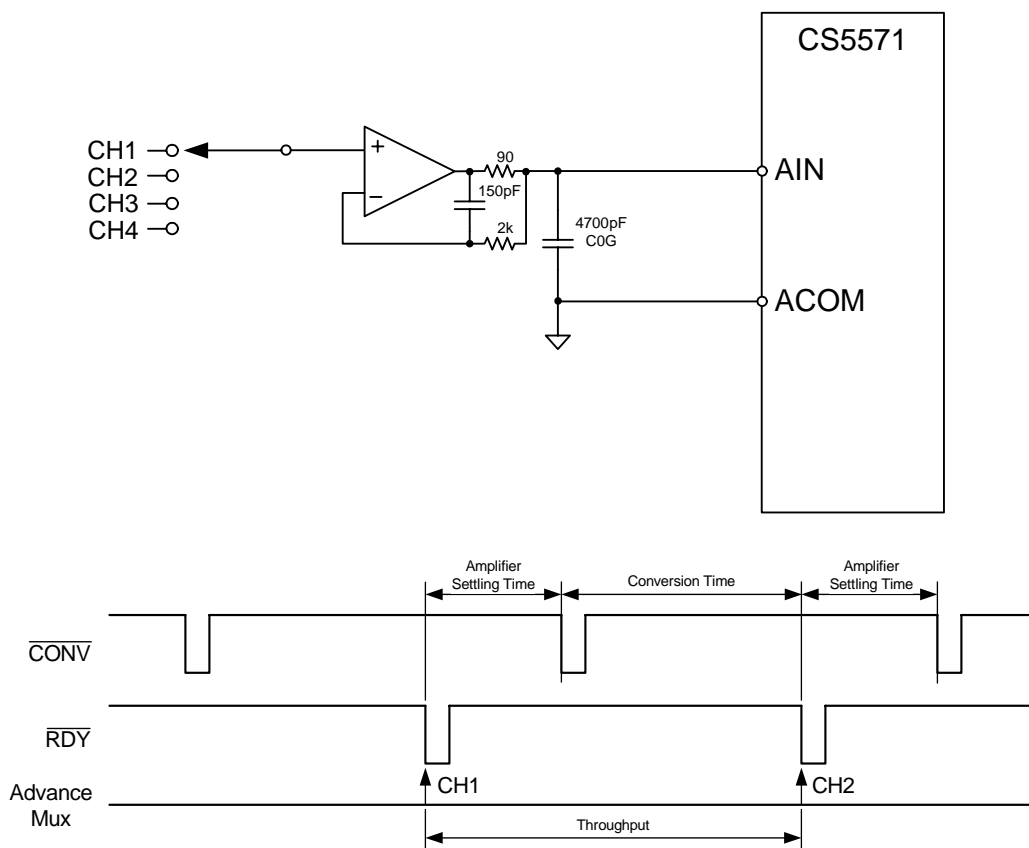 CS5571
CH1
CH2
CH3
CH4
+
−
90
150pF
2k
4700pF
C0G
AIN
ACOM
Amplifier
Settling Time
Conversion Time
Amplifier
Settling Time
CONV
RDY
Advance
Mux
CH1
CH2
Throughput